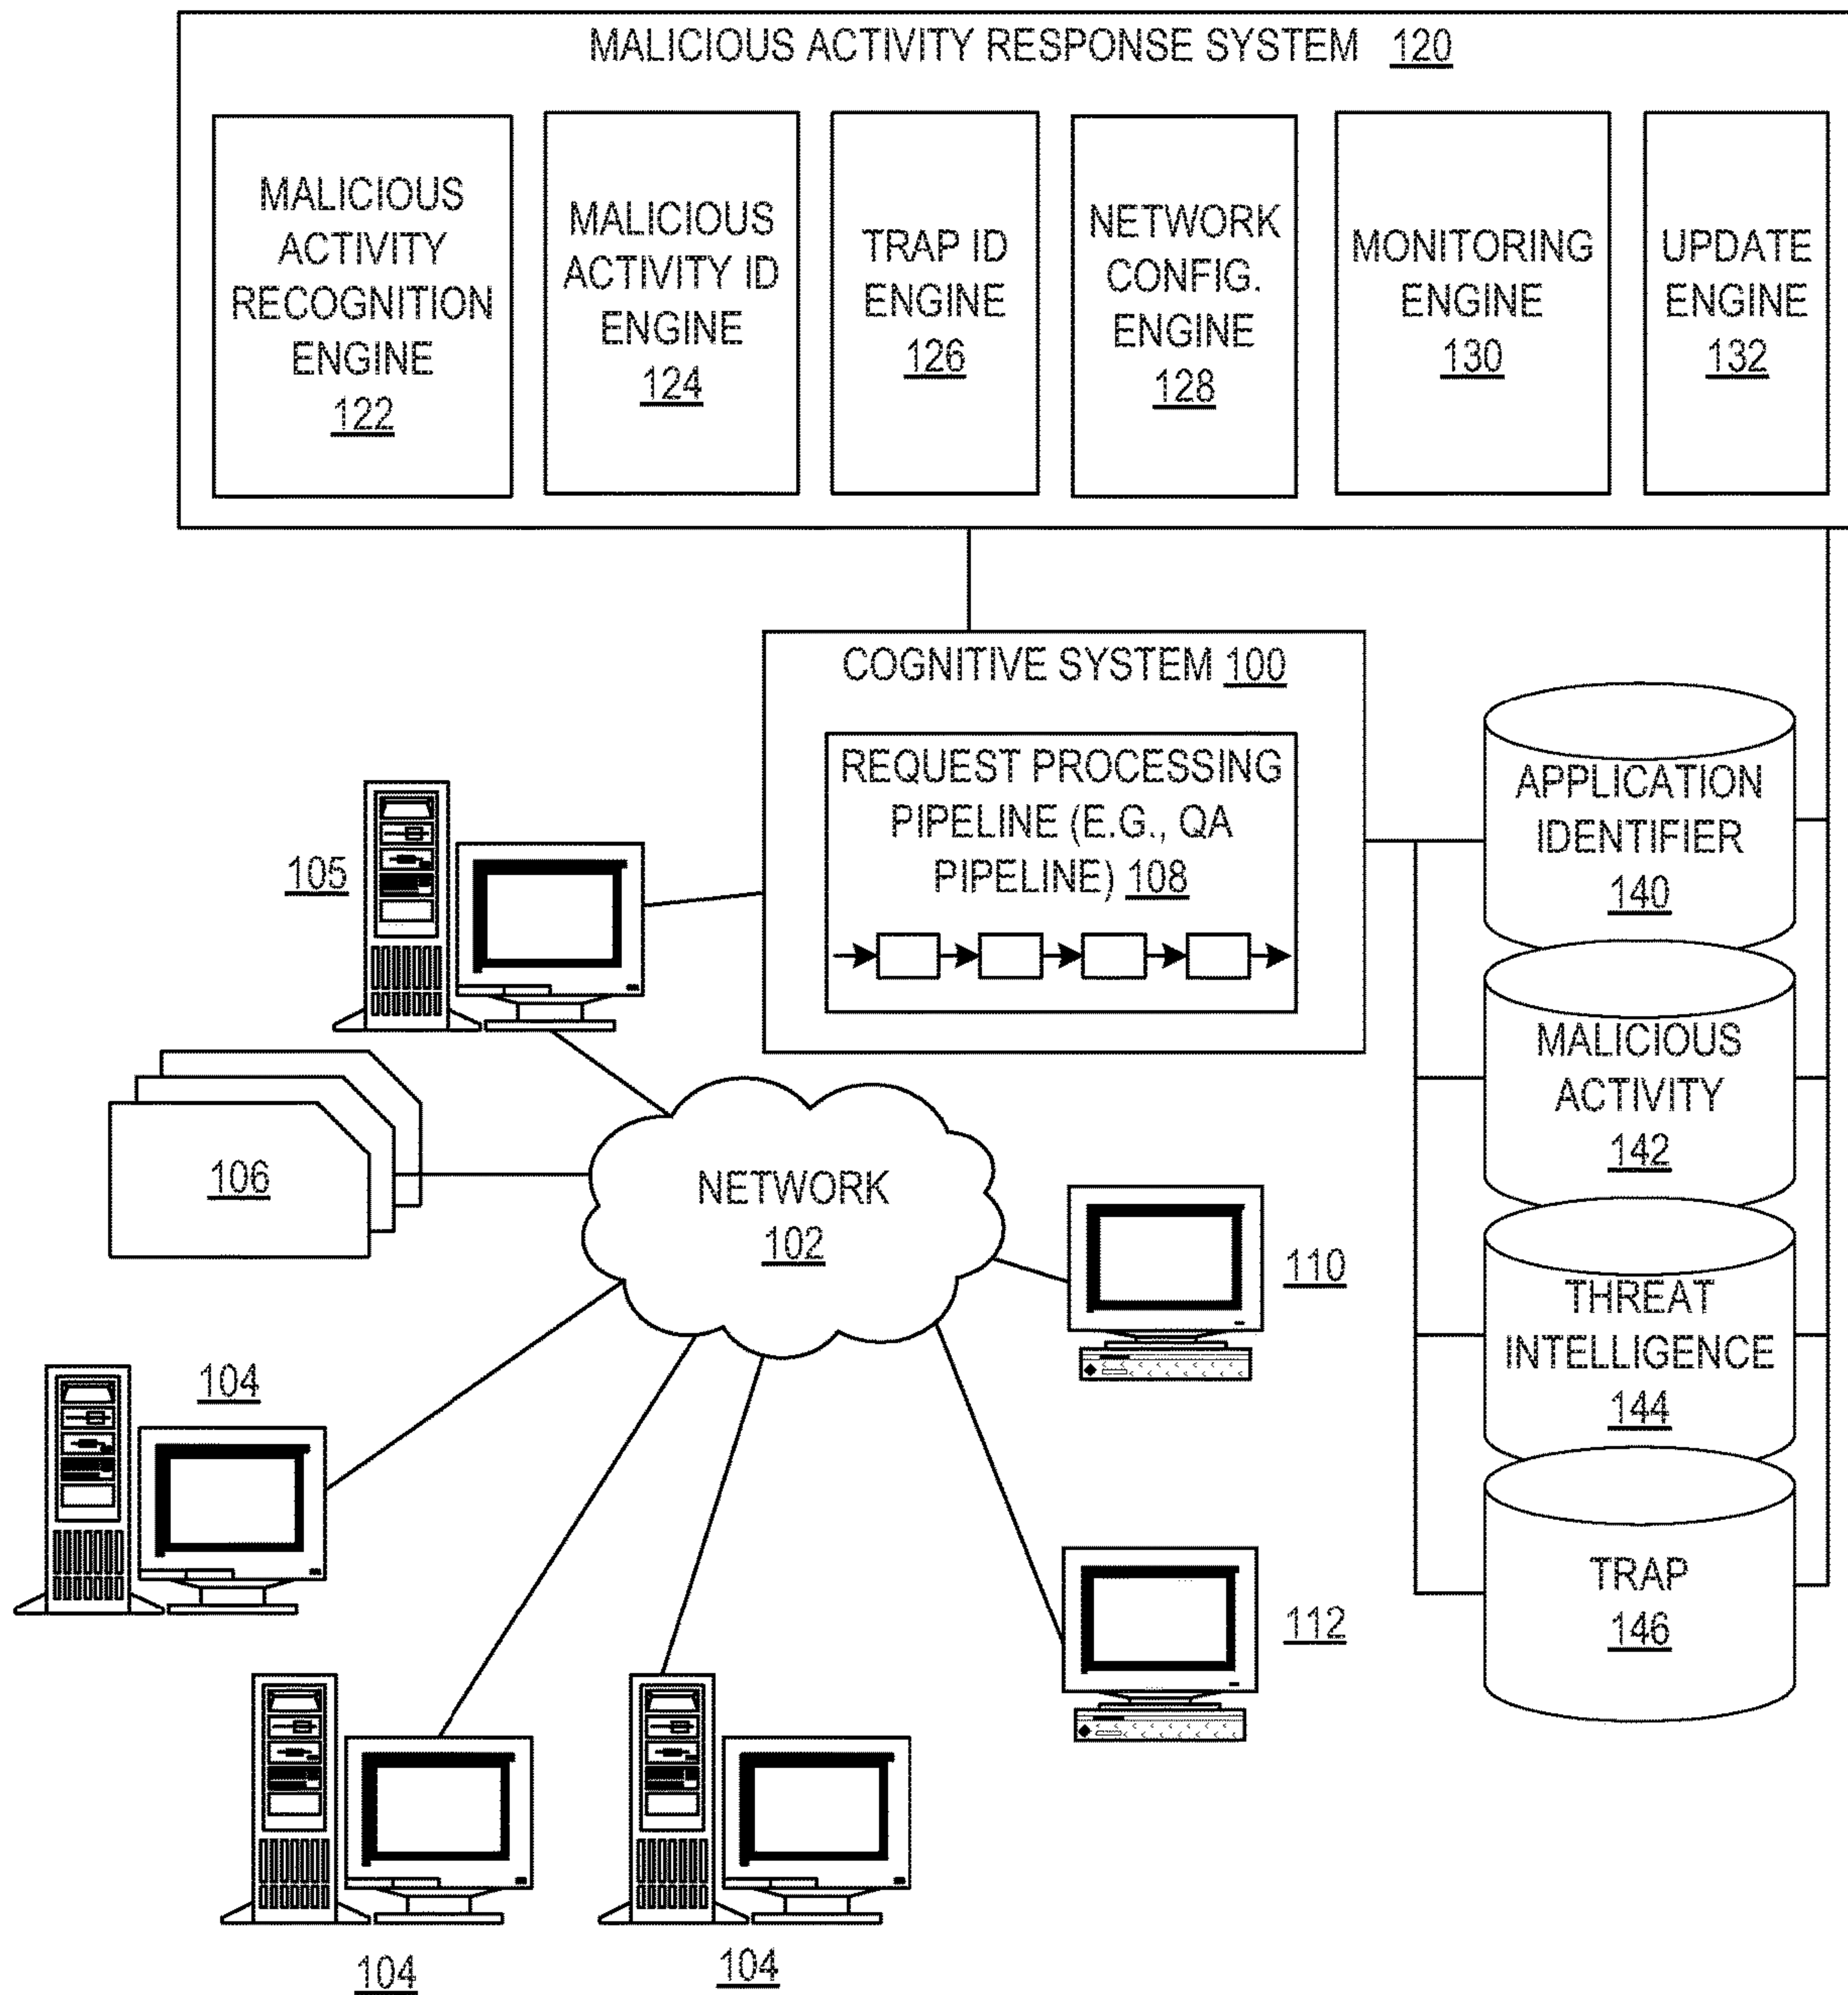 MALICIOUS ACTIVITY RESPONSE SYSTEM 120
MALICIOUS
ACTIVITY
RECOGNITION
ENGINE
122
MALICIOUS
ACTIVITY ID
ENGINE
124
TRAP ID
ENGINE
126
NETWORK
CONFIG.
ENGINE
128
MONITORING
ENGINE
130
UPDATE
ENGINE
132
COGNITIVE SYSTEM 100
REQUEST PROCESSING
PIPELINE (E.G., QA
PIPELINE) 108
105
APPLICATION
IDENTIFIER
140
MALICIOUS
ACTIVITY
142
THREAT
INTELLIGENCE
144
TRAP
146
106
NETWORK
102
110
104
112
104
104